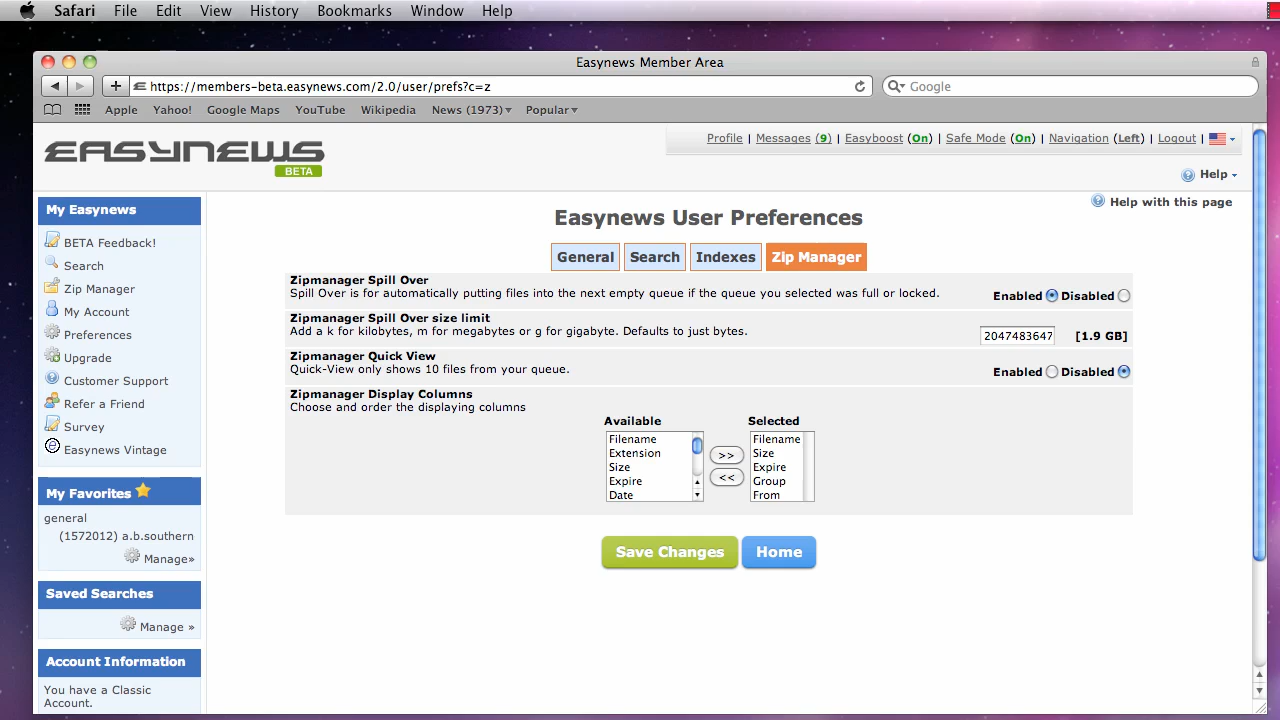 Safari File Edit View History Bookmarks Window Help
Easynews Member Area
https://members-beta.easynews.com/2.0/user/prefs?c=z
Google
Apple Yahoo! Google Maps YouTube Wikipedia News (1973) Popular
Profile | Messages (9) | Easyboost (On) | Safe Mode (On) | Navigation (Left) | Logout |
EASYNEWS
BETA
Help
Help with this page
My Easynews
BETA Feedback!
Search
Zip Manager
My Account
Preferences
Upgrade
Customer Support
Refer a Friend
Survey
Easynews Vintage
My Favorites
general
(1572012) a.b.southern
Manage»
Saved Searches
Manage »
Account Information
You have a Classic
Account.
Easynews User Preferences
General Search Indexes Zip Manager
Zipmanager Spill Over
Spill Over is for automatically putting files into the next empty queue if the queue you selected was full or locked.
Enabled Disabled
Zipmanager Spill Over size limit
Add a k for kilobytes, m for megabytes or g for gigabyte. Defaults to just bytes.
2047483647 [1.9 GB]
Zipmanager Quick View
Quick-View only shows 10 files from your queue.
Enabled Disabled
Zipmanager Display Columns
Choose and order the displaying columns
Available
Filename
Extension
Size
Expire
Date
>>
<<
Selected
Filename
Size
Expire
Group
From
Save Changes Home